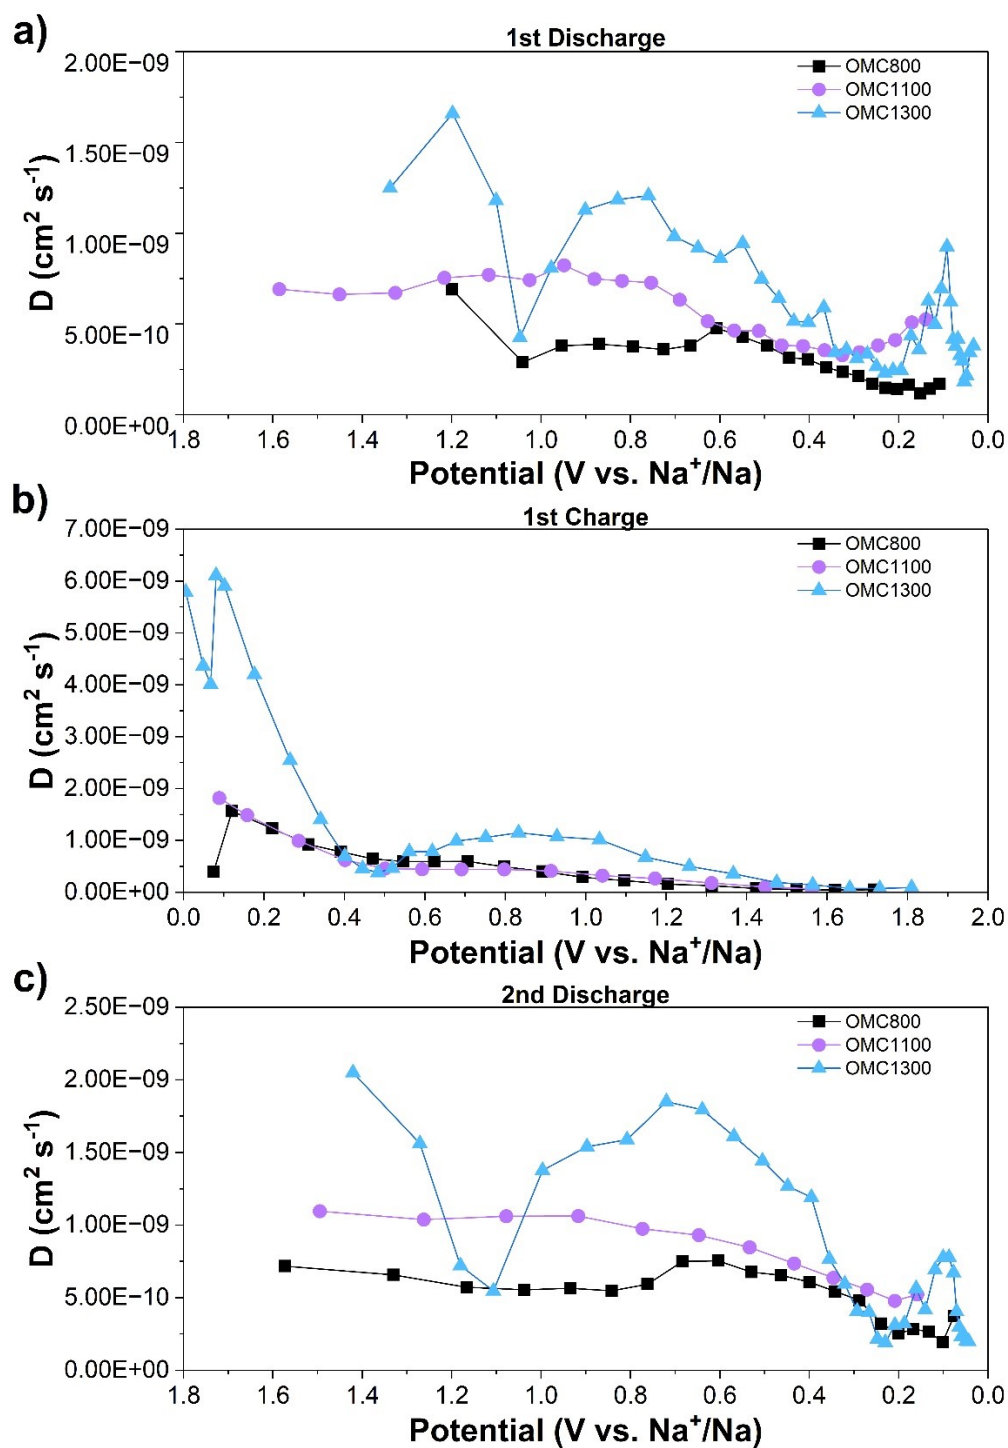 a)
1st Discharge
2.00E−09
1.50E−09
1.00E−09
5.00E−10
0.00E+00
D (cm² s⁻¹)
OMC800
OMC1100
OMC1300
1.8 1.6 1.4 1.2 1.0 0.8 0.6 0.4 0.2 0.0
Potential (V vs. Na⁺/Na)
b)
1st Charge
7.00E−09
6.00E−09
5.00E−09
4.00E−09
3.00E−09
2.00E−09
1.00E−09
0.00E+00
D (cm² s⁻¹)
OMC800
OMC1100
OMC1300
0.0 0.2 0.4 0.6 0.8 1.0 1.2 1.4 1.6 1.8 2.0
Potential (V vs. Na⁺/Na)
c)
2nd Discharge
2.50E−09
2.00E−09
1.50E−09
1.00E−09
5.00E−10
0.00E+00
D (cm² s⁻¹)
OMC800
OMC1100
OMC1300
1.8 1.6 1.4 1.2 1.0 0.8 0.6 0.4 0.2 0.0
Potential (V vs. Na⁺/Na)